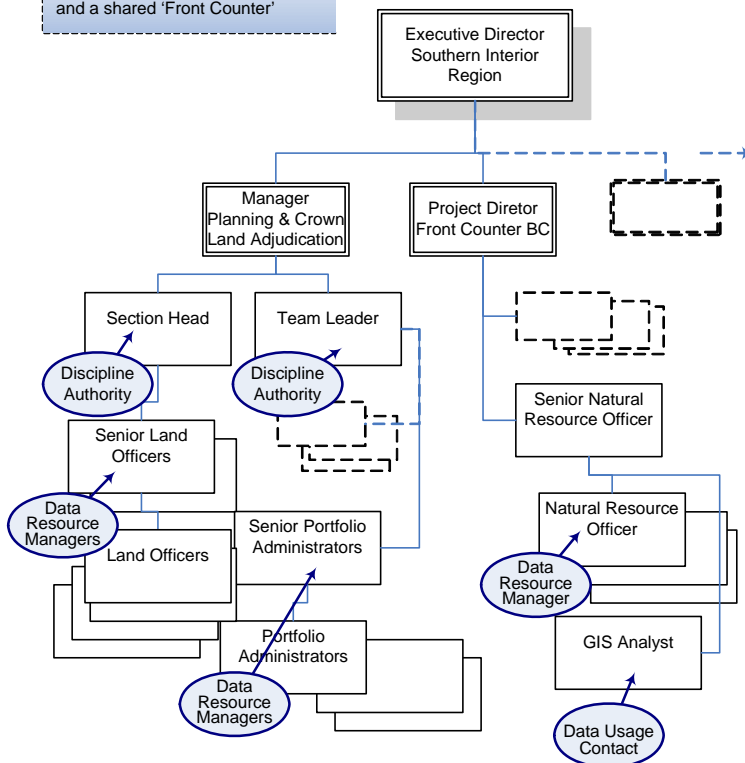 and a shared ‘Front Counter’
Executive Director
Southern Interior
Region
Manager
Planning & Crown
Land Adjudication
Project Diretor
Front Counter BC
Section Head
Team Leader
Discipline
Authority
Discipline
Authority
Senior Natural
Resource Officer
Senior Land
Officers
Data
Resource
Managers
Land Officers
Senior Portfolio
Administrators
Natural Resource
Officer
Data
Resource
Manager
Portfolio
Administrators
GIS Analyst
Data
Resource
Managers
Data Usage
Contact